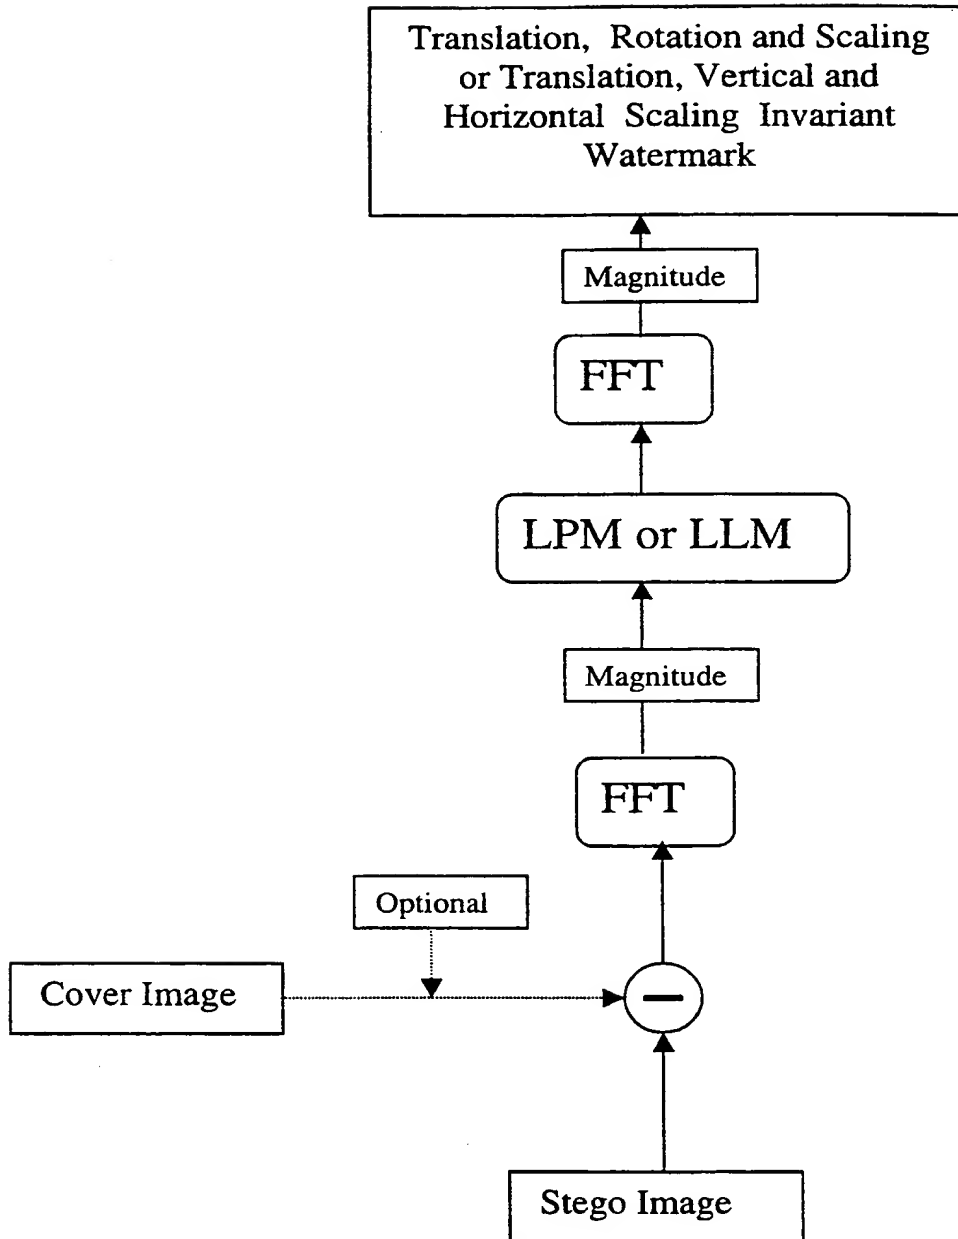 Translation, Rotation and Scaling
or Translation, Vertical and
Horizontal Scaling Invariant
Watermark
Magnitude
FFT
LPM or LLM
Magnitude
FFT
Optional
Cover Image
Stego Image